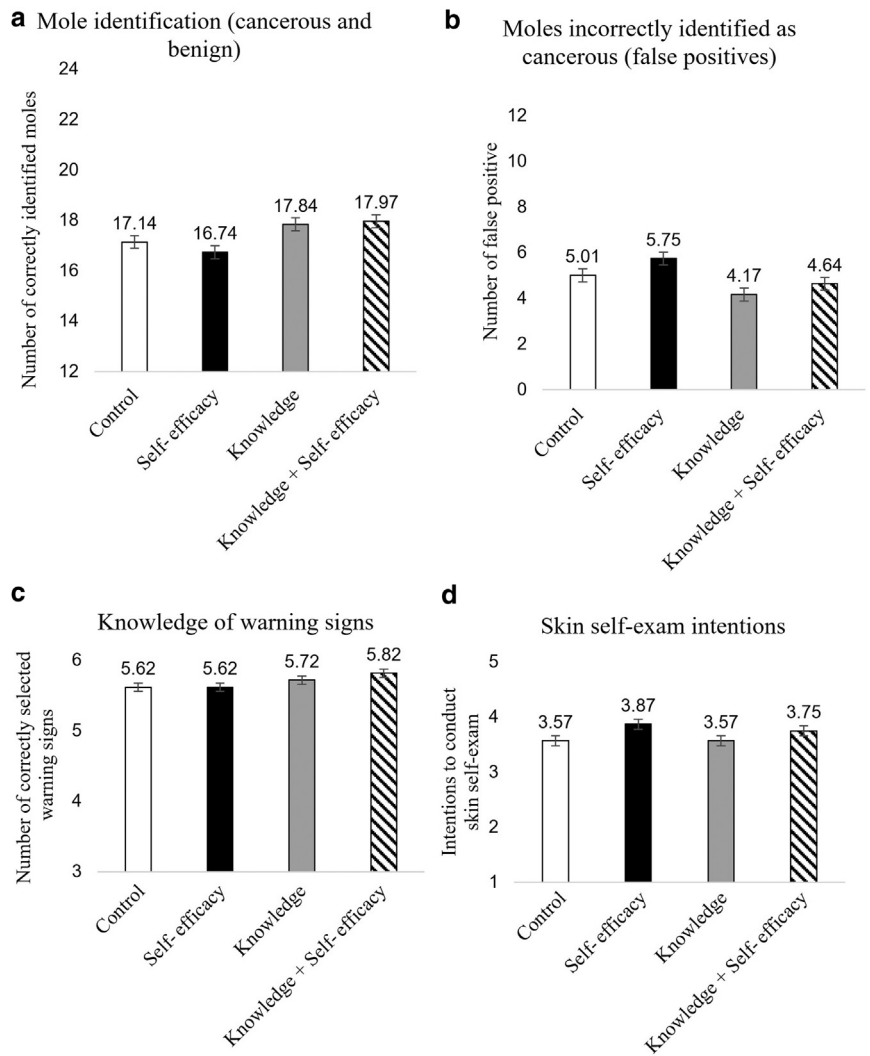 a Mole identification (cancerous and
benign)
Number of correctly identified moles
24
22
20
18
16
14
12
17.14
16.74
17.84
17.97
Control
Self- efficacy
Knowledge
Knowledge + Self- efficacy
b
Moles incorrectly identified as
cancerous (false positives)
Number of false positive
12
10
8
6
4
2
0
5.01
5.75
4.17
4.64
Control
Self- efficacy
Knowledge
Knowledge + Self- efficacy
c
Knowledge of warning signs
Number of correctly selected
warning signs
6
5
4
3
5.62
5.62
5.72
5.82
Control
Self- efficacy
Knowledge
Knowledge + Self- efficacy
d
Skin self-exam intentions
Intentions to conduct
skin self-exam
5
4
3
2
1
3.57
3.87
3.57
3.75
Control
Self- efficacy
Knowledge
Knowledge + Self- efficacy